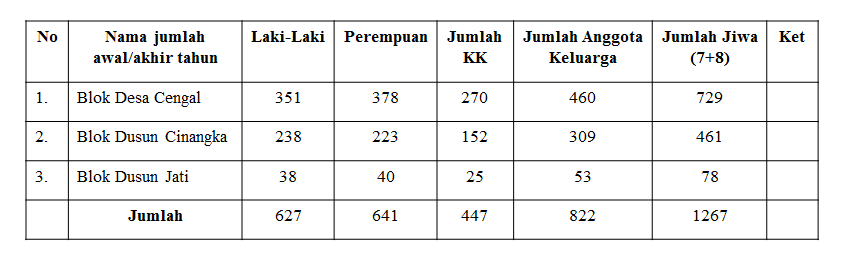 No Nama jumlah awal/akhir tahun Laki-Laki Perempuan Jumlah KK Jumlah Anggota Keluarga Jumlah Jiwa (7+8) Ket
1. Blok Desa Cengal 351 378 270 460 729
2. Blok Dusun Cinangka 238 223 152 309 461
3. Blok Dusun Jati 38 40 25 53 78
Jumlah 627 641 447 822 1267